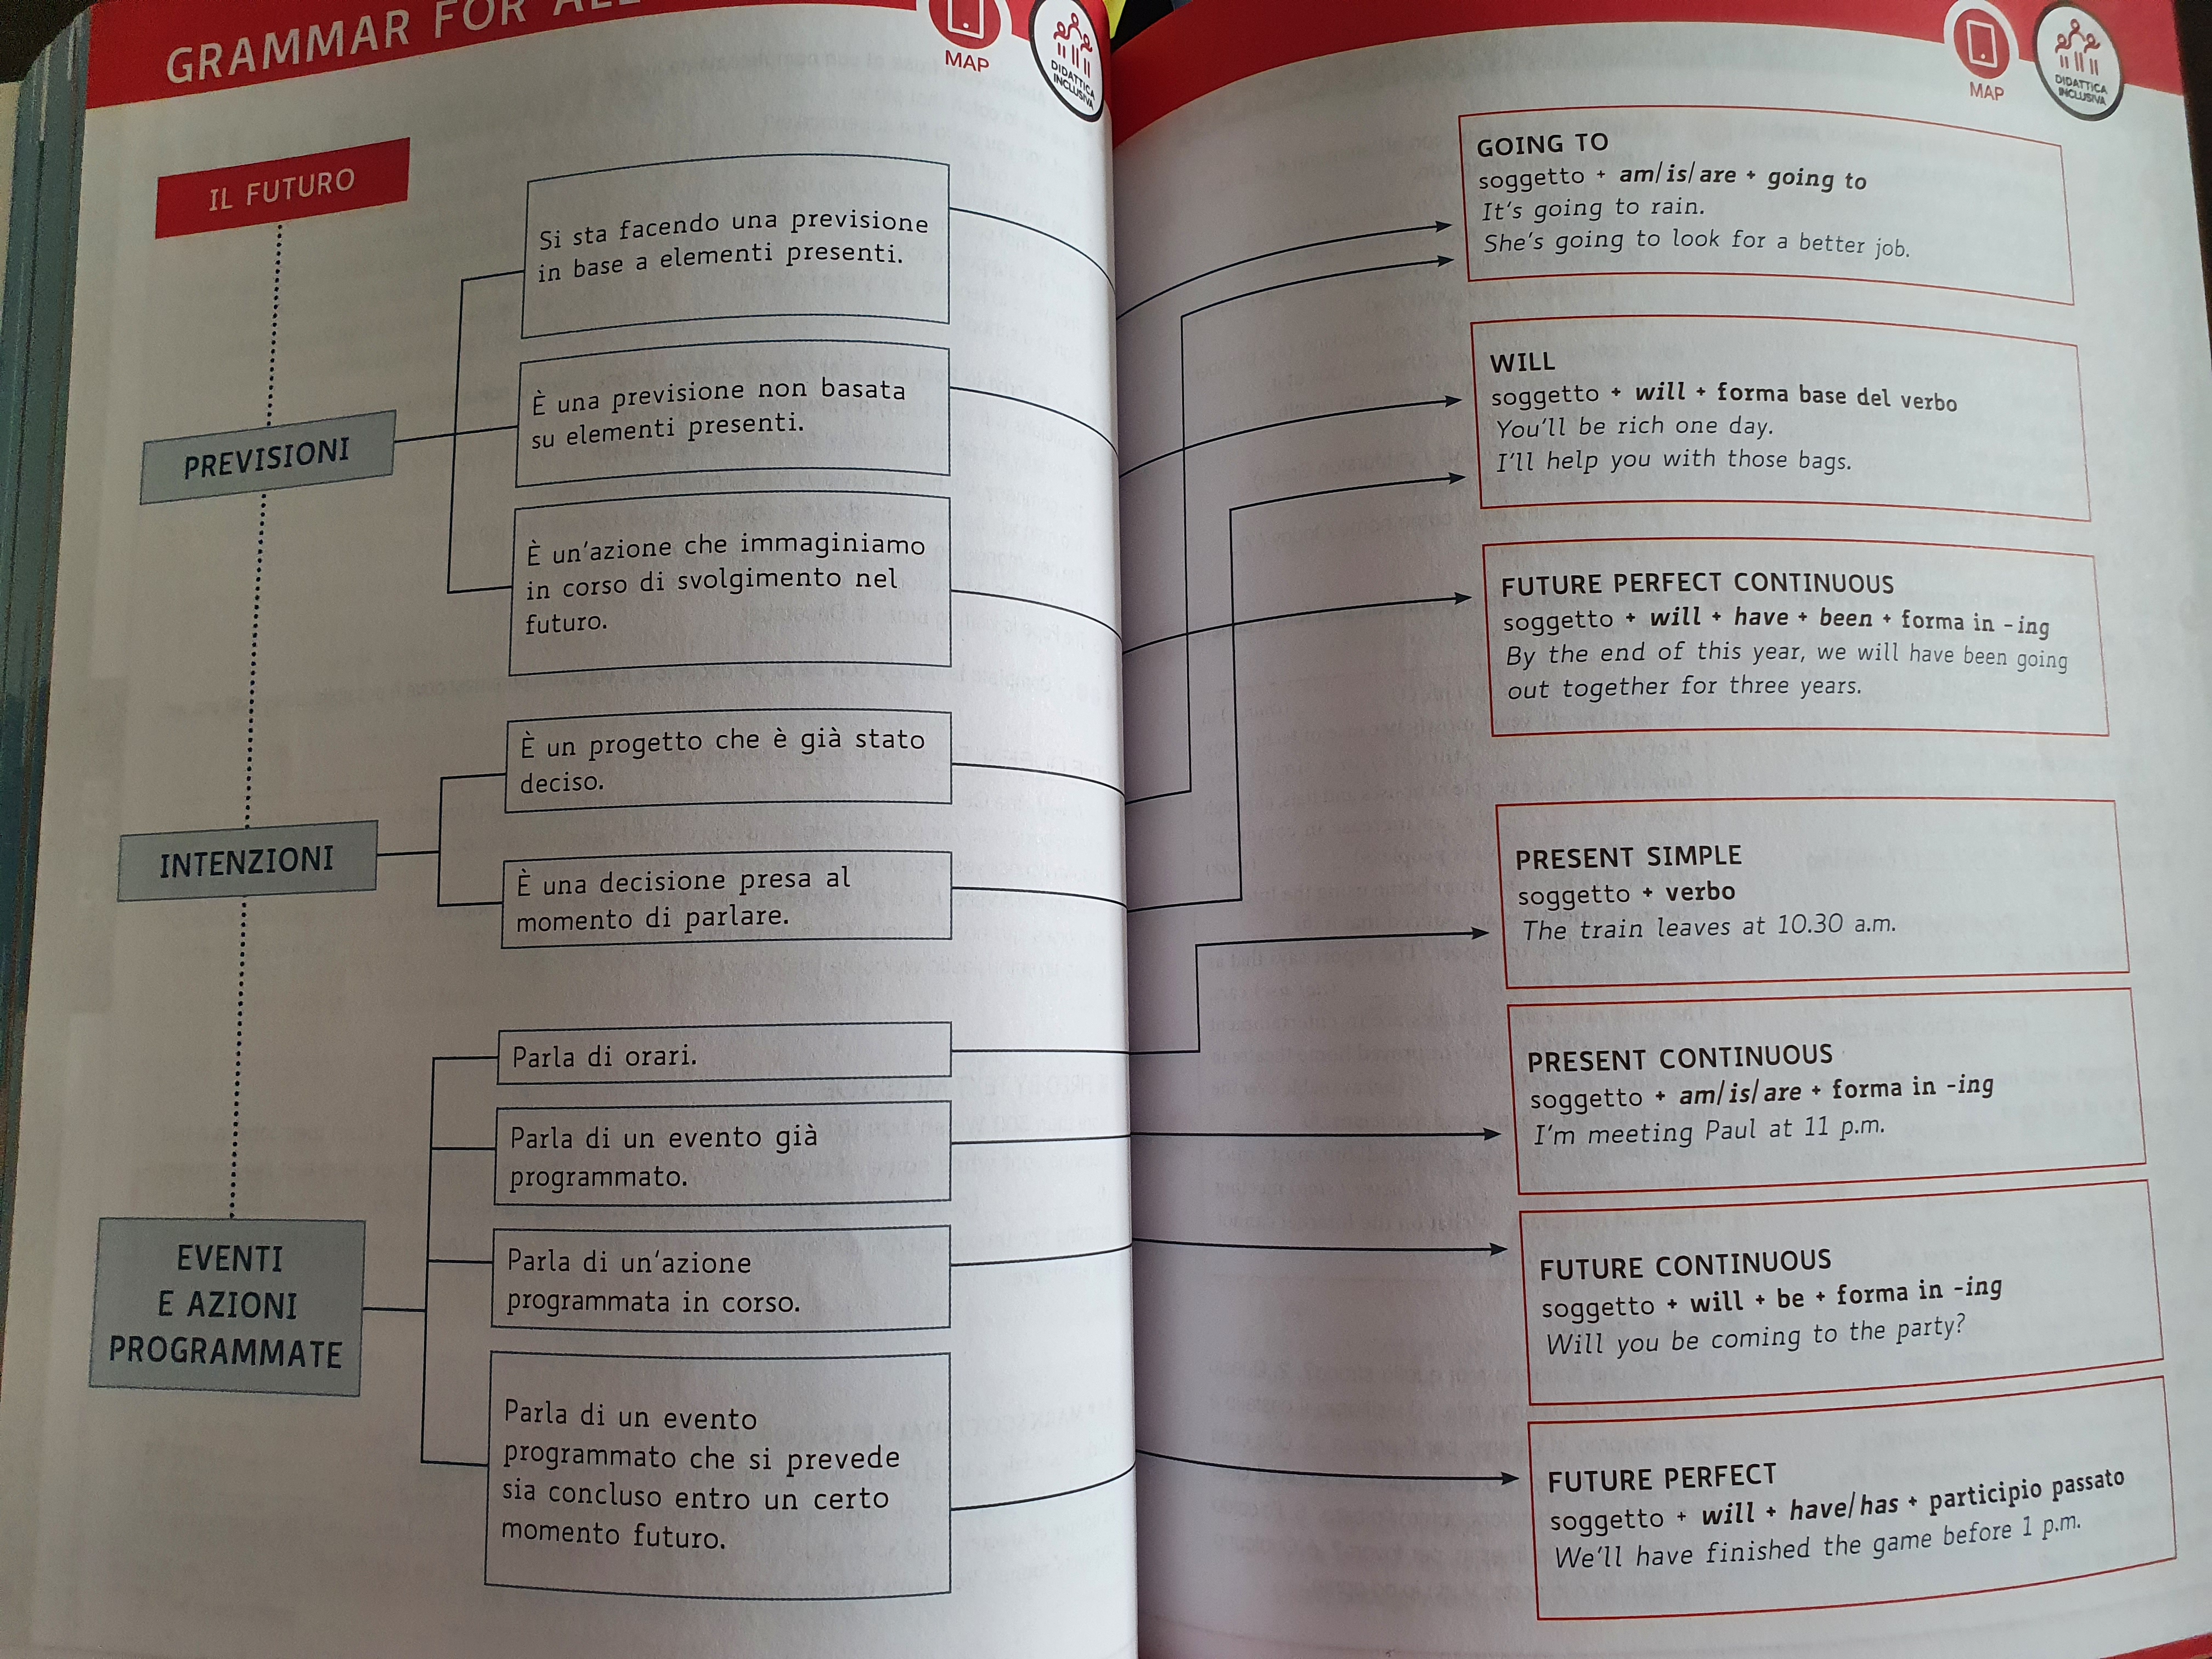 GRAMMAR FOR ALL
MAP
DIDATTICA
INCLUSIVA
IL FUTURO
PREVISIONI
Si sta facendo una previsione
in base a elementi presenti.
È una previsione non basata
su elementi presenti.
È un'azione che immaginiamo
in corso di svolgimento nel
futuro.
INTENZIONI
È un progetto che è già stato
deciso.
È una decisione presa al
momento di parlare.
EVENTI
E AZIONI
PROGRAMMATE
Parla di orari.
Parla di un evento già
programmato.
Parla di un'azione
programmata in corso.
Parla di un evento
programmato che si prevede
sia concluso entro un certo
momento futuro.
MAP
DIDATTICA
INCLUSIVA
GOING TO
soggetto + am/is/are + going to
It's going to rain.
She's going to look for a better job.
WILL
soggetto + will + forma base del verbo
You'll be rich one day.
I'll help you with those bags.
FUTURE PERFECT CONTINUOUS
soggetto + will + have + been + forma in -ing
By the end of this year, we will have been going
out together for three years.
PRESENT SIMPLE
soggetto + verbo
The train leaves at 10.30 a.m.
PRESENT CONTINUOUS
soggetto + am/is/are + forma in -ing
I'm meeting Paul at 11 p.m.
FUTURE CONTINUOUS
soggetto + will + be + forma in -ing
Will you be coming to the party?
FUTURE PERFECT
soggetto + will + have/has + participio passato
We'll have finished the game before 1 p.m.